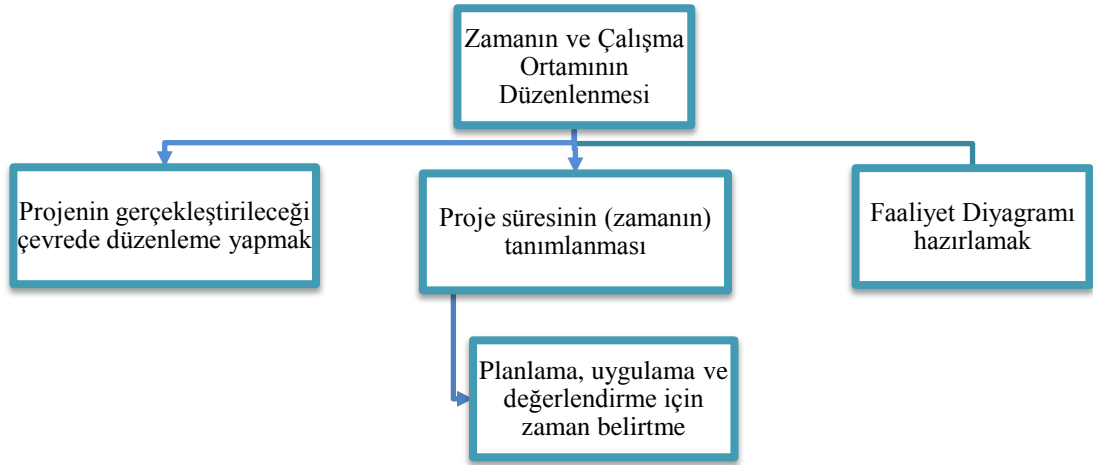 Zamanın ve Çalışma
Ortamının
Düzenlenmesi
Projenin gerçekleştirileceği
çevrede düzenleme yapmak
Proje süresinin (zamanın)
tanımlanması
Faaliyet Diyagramı
hazırlamak
Planlama, uygulama ve
değerlendirme için
zaman belirtme